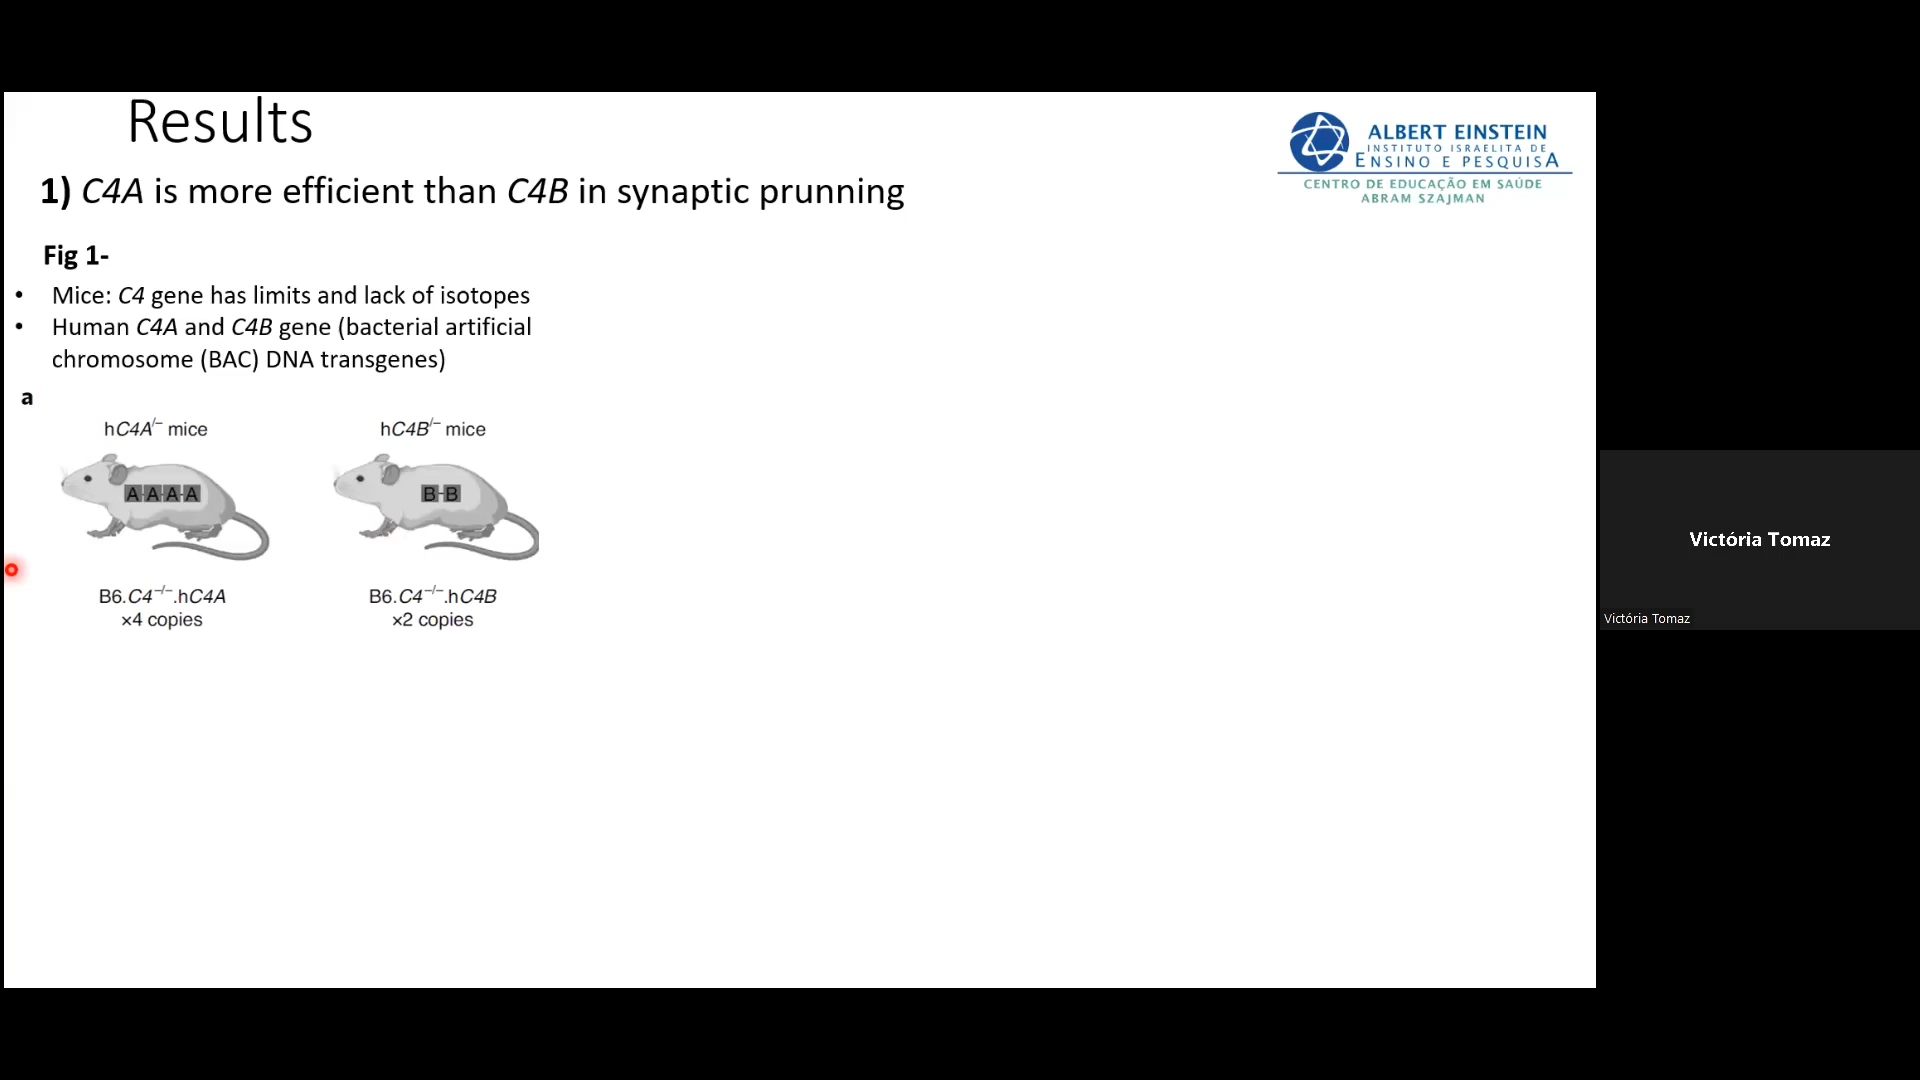 Results
1) C4A is more efficient than C4B in synaptic prunning
ALBERT EINSTEIN
INSTITUTO ISRAELITA DE
ENSINO E PESQUISA
CENTRO DE EDUCAÇÃO EM SAÚDE
ABRAM SZAJMAN
Fig 1-
• Mice: C4 gene has limits and lack of isotopes
• Human C4A and C4B gene (bacterial artificial
chromosome (BAC) DNA transgenes)
a
hC4A/– mice
hC4B/– mice
A-A-A-A
B-B
B6.C4–/–.hC4A
×4 copies
B6.C4–/–.hC4B
×2 copies
Victória Tomaz
Victória Tomaz